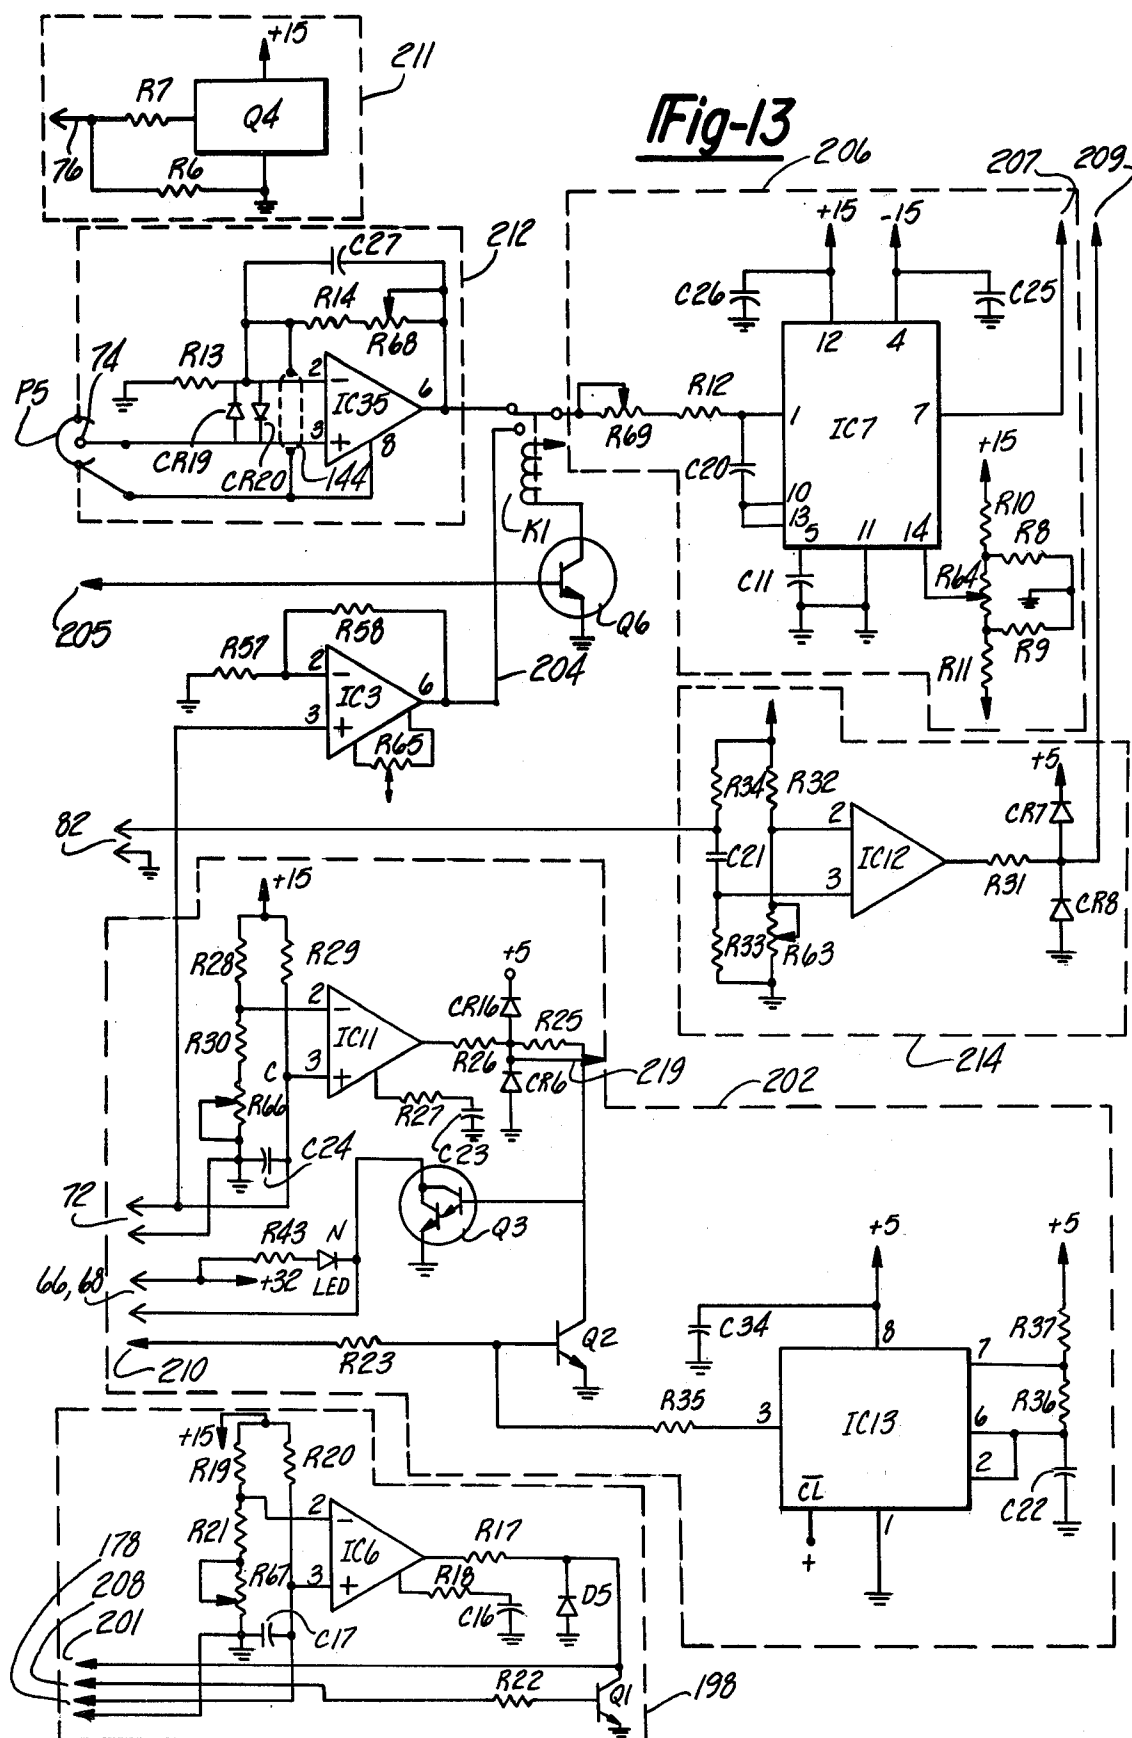 Fig-13
+15
211
R7
Q4
76
R6
206
207
209
+15
-15
212
C27
C26
C25
R14
R68
12
4
74
R13
2
-
IC35
6
P5
R12
1
IC7
7
R69
3
+
8
CR19
CR20
144
C20
+15
10
13
R10
K1
5
11
14
R8
C11
R64
205
Q6
R58
R57
2
-
IC3
6
204
R9
R11
3
+
R65
+5
R34
R32
CR7
82
2
C21
IC12
3
R31
CR8
+15
R33
R63
+5
R28
R29
2
-
CR16
R25
R30
IC11
R26
C
3
+
CR6
219
214
202
R66
R27
C24
C23
72
R43
N
Q3
+5
+5
66, 68
+32
LED
C34
8
R37
Q2
7
210
R23
R35
3
IC13
6
R36
+15
R19
R20
2
C22
CL
1
2
-
R21
R17
IC6
+
178
R67
3
+
R18
D5
208
C16
201
C17
R22
Q1
198